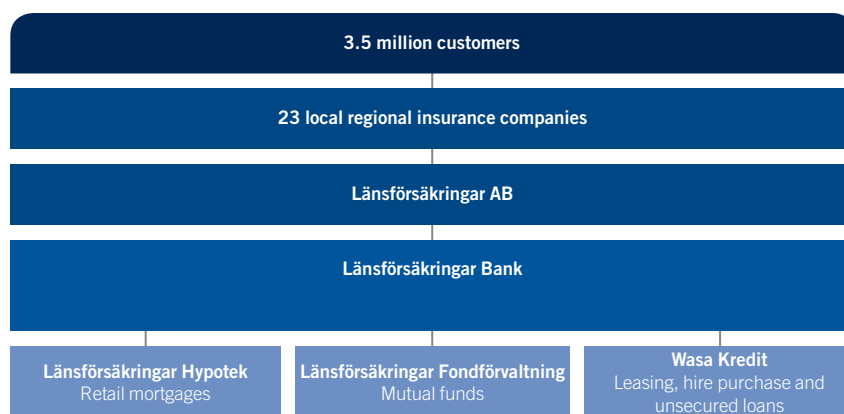 3.5 million customers
23 local regional insurance companies
Länsförsäkringar AB
Länsförsäkringar Bank
Länsförsäkringar Hypotek
Retail mortgages
Länsförsäkringar Fondförvaltning
Mutual funds
Wasa Kredit
Leasing, hire purchase and
unsecured loans